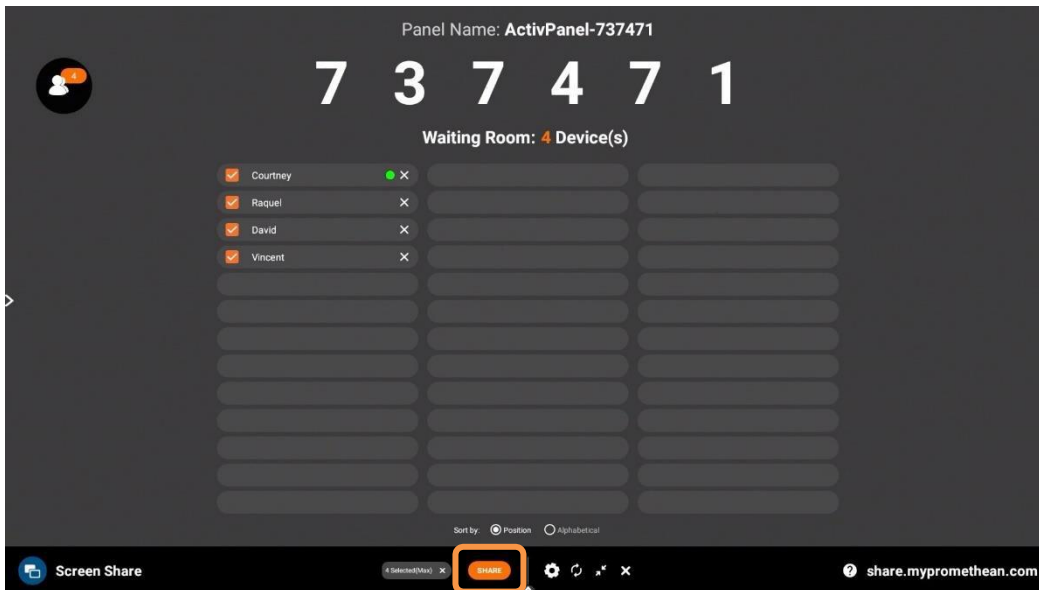 Panel Name: ActivPanel-737471
4
7 3 7 4 7 1
Waiting Room: 4 Device(s)
Courtney
Raquel
David
Vincent
Sort by: Position Alphabetical
Screen Share 4 Selected(Max) SHARE share.mypromethean.com